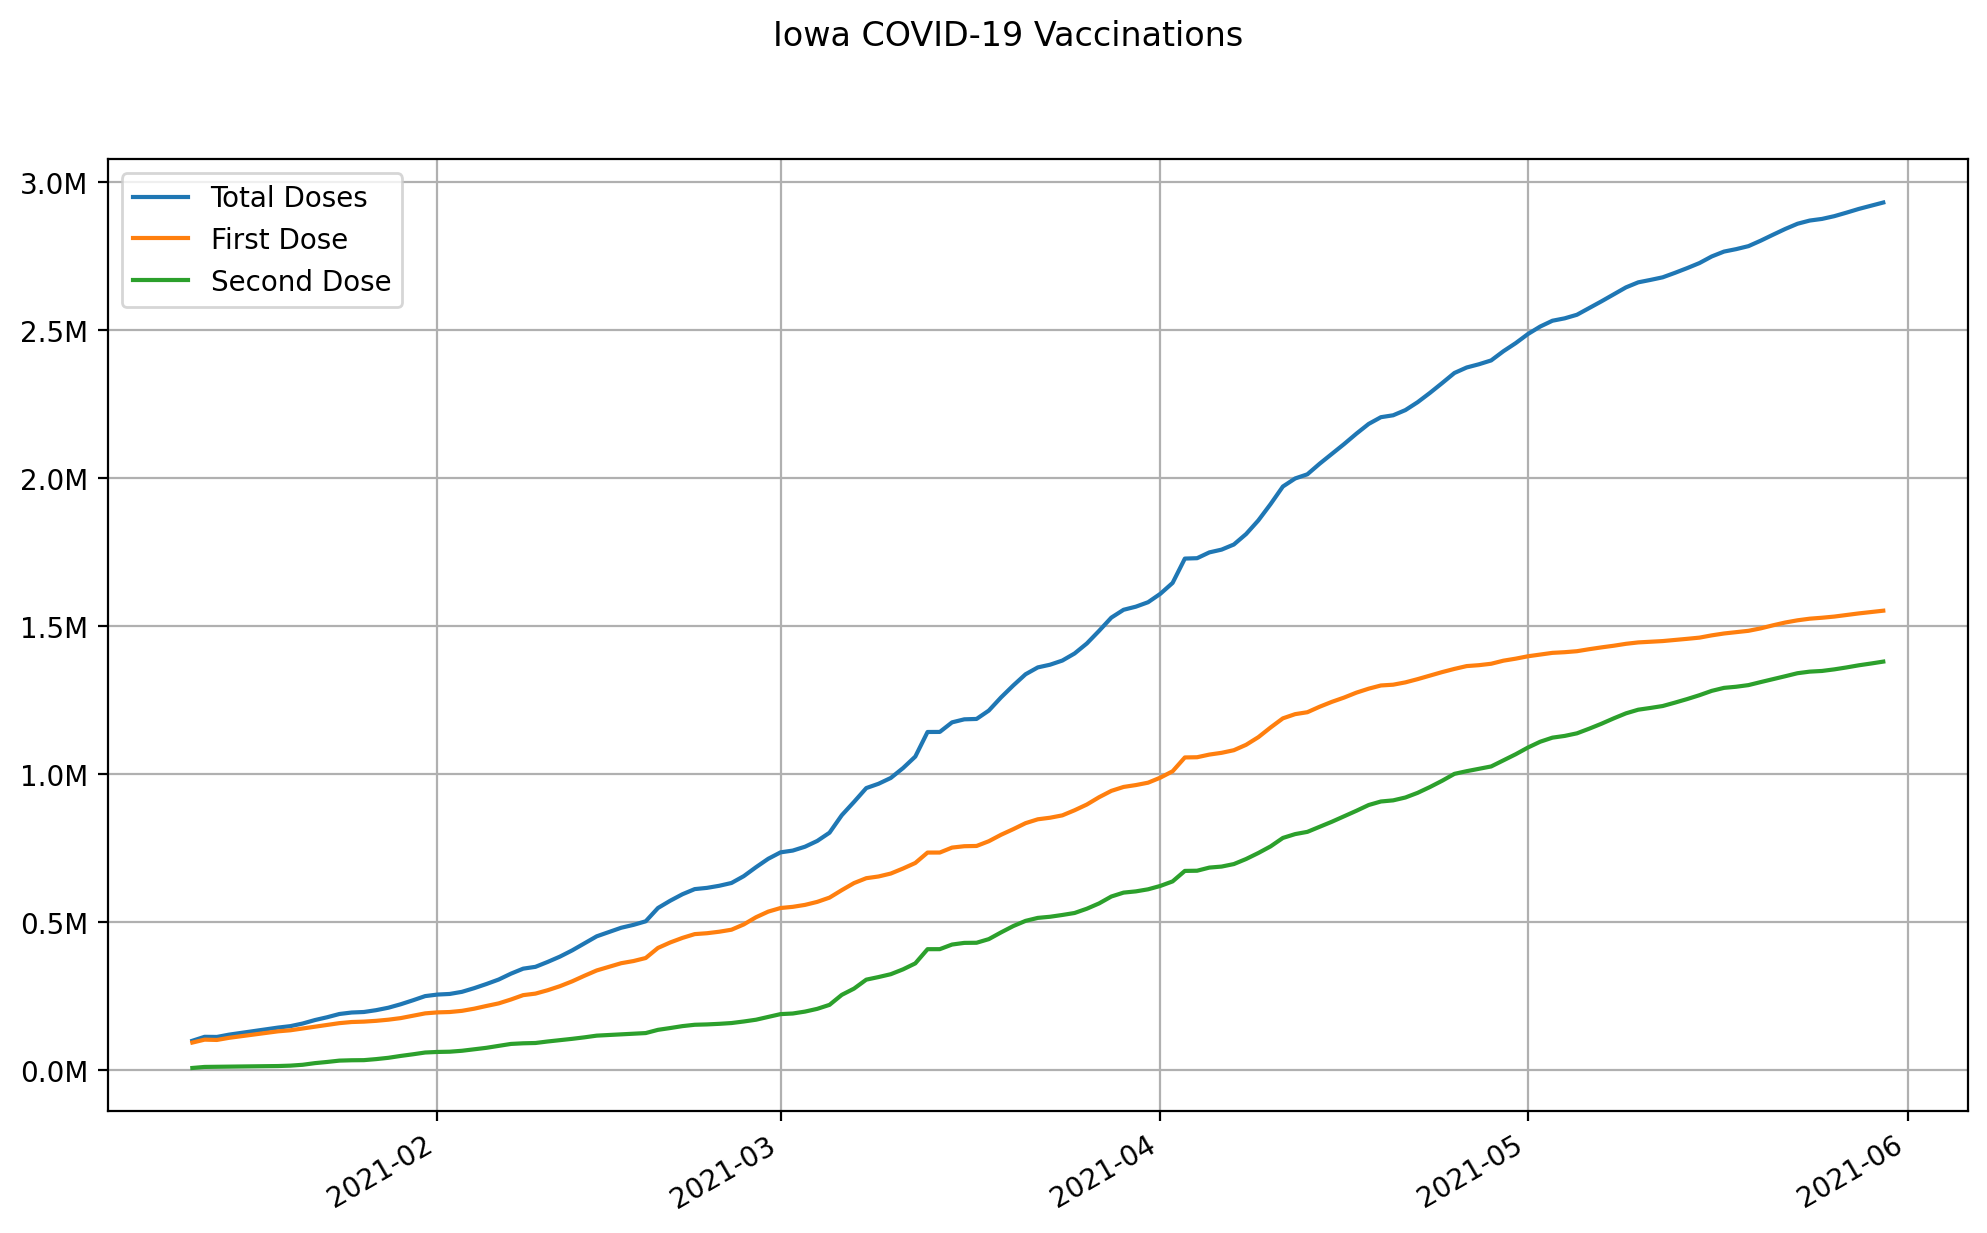 Iowa COVID-19 Vaccinations
Total Doses
First Dose
Second Dose
3.0M
2.5M
2.0M
1.5M
1.0M
0.5M
0.0M
2021-02
2021-03
2021-04
2021-05
2021-06